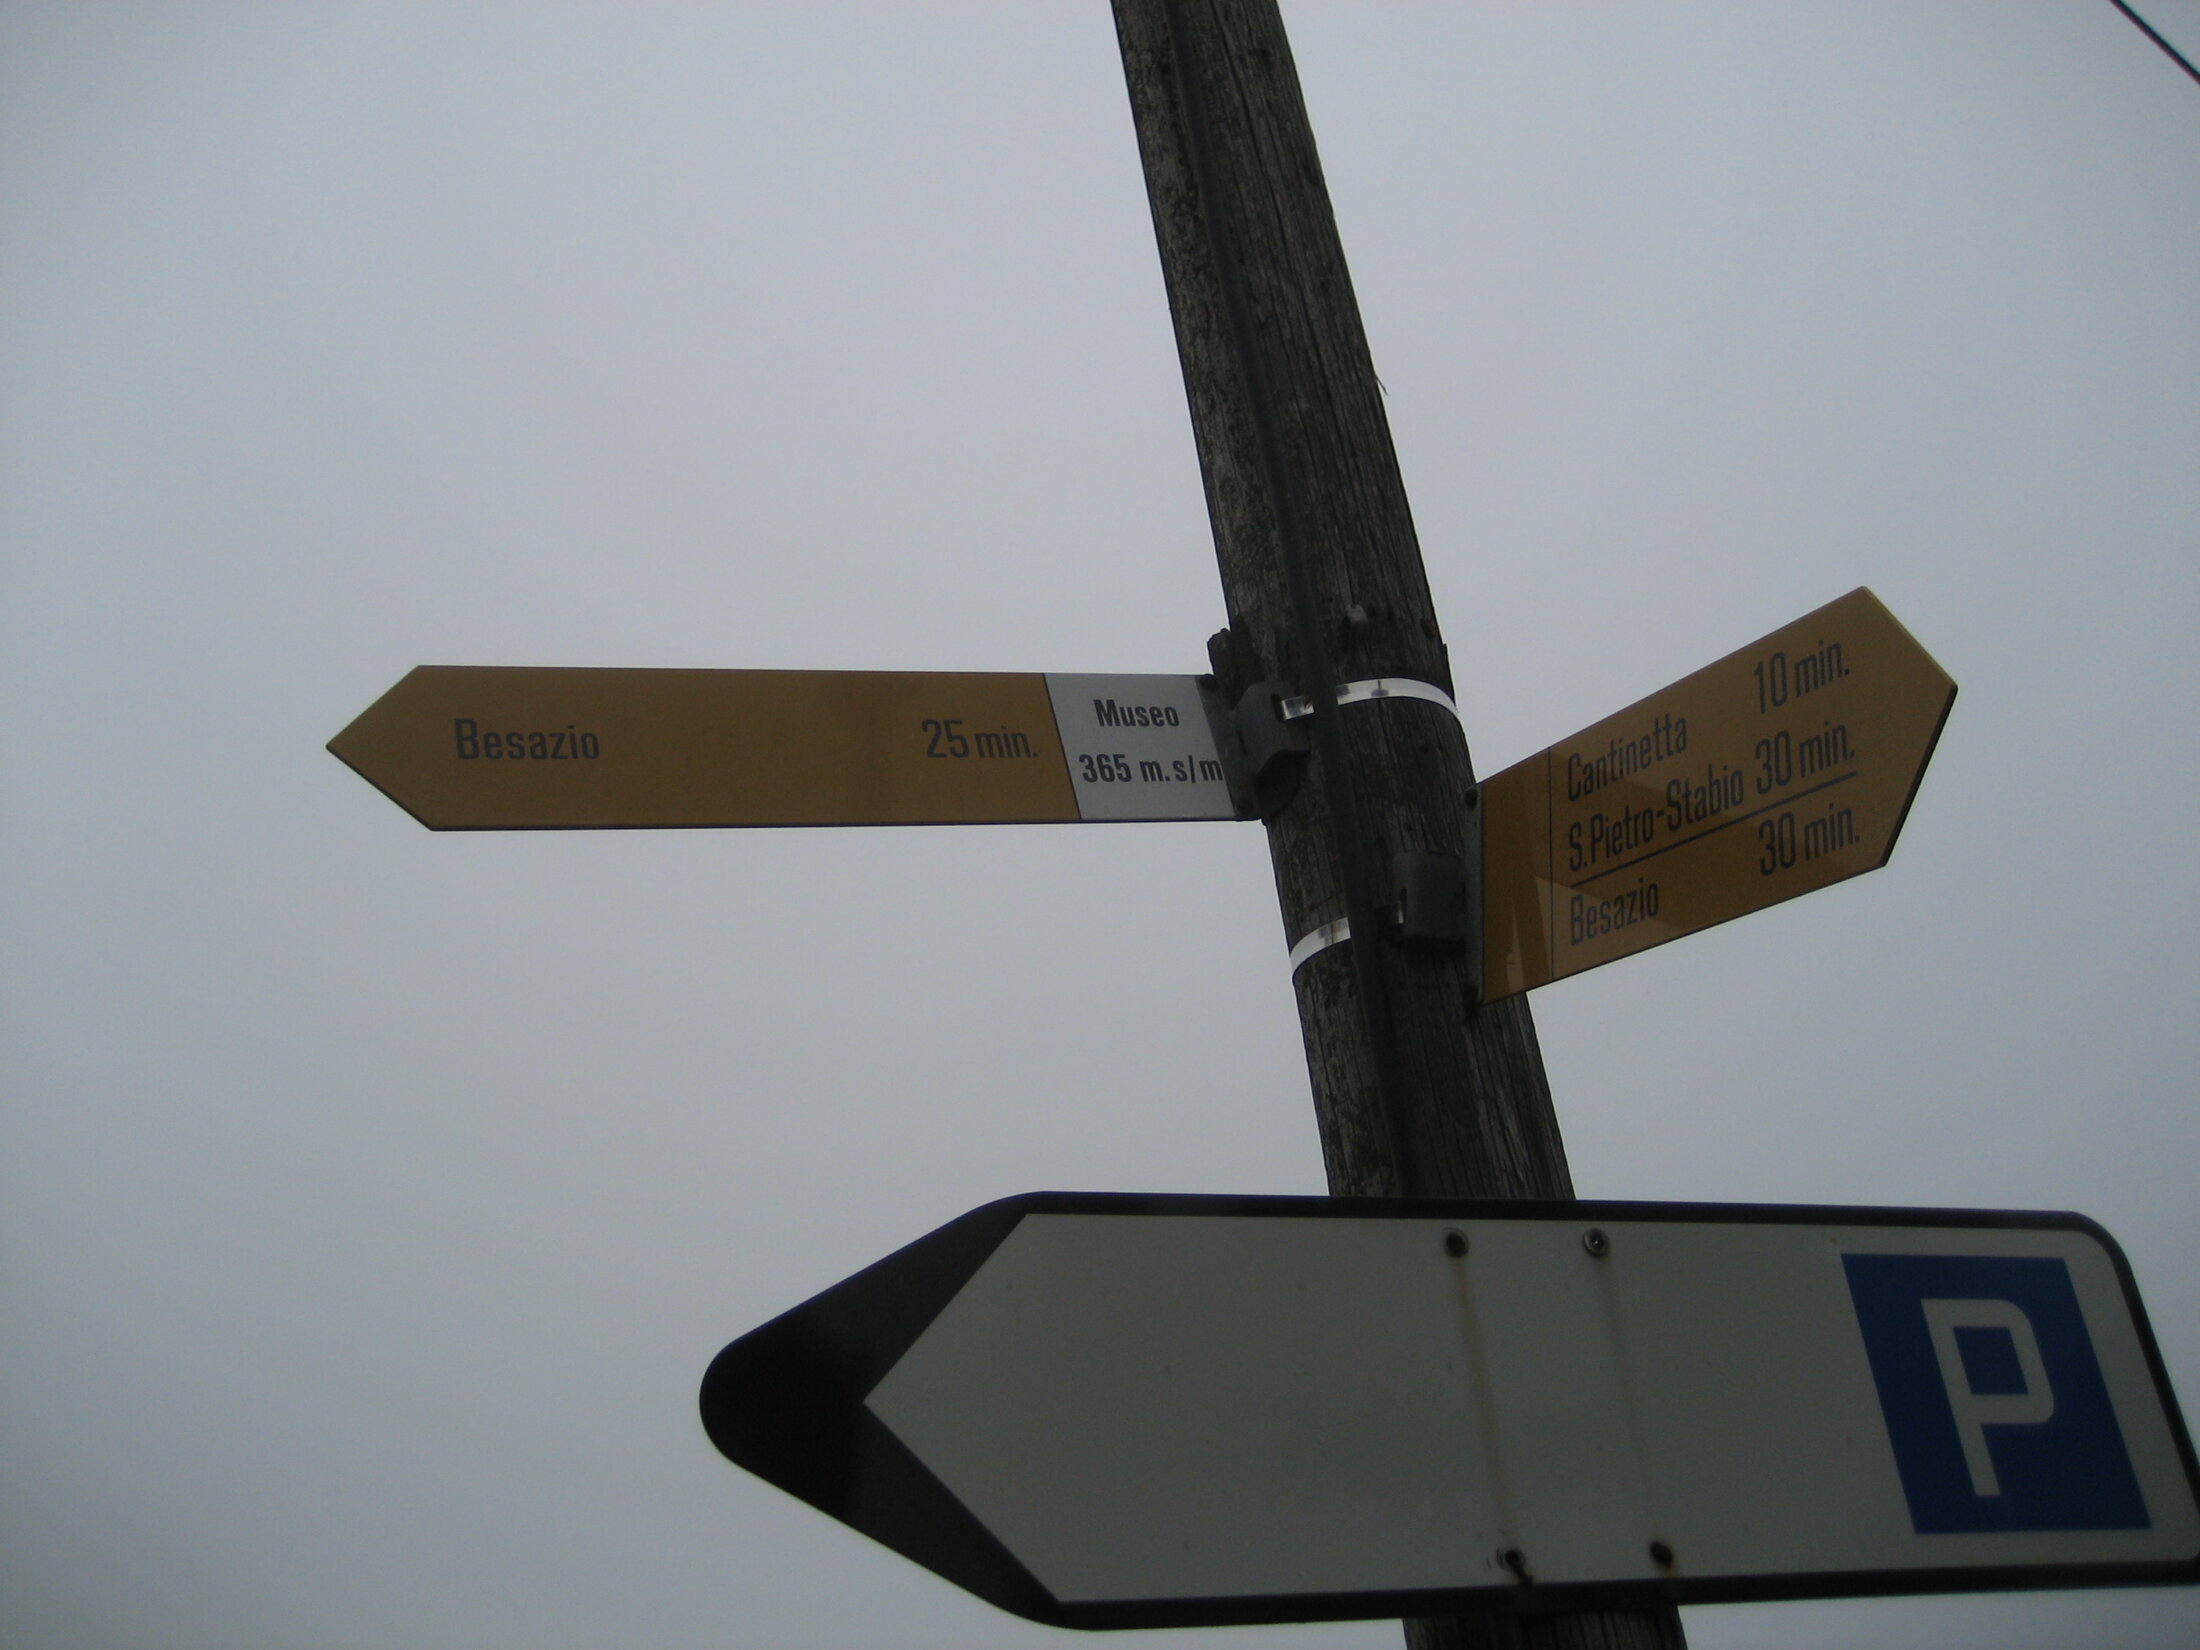 Besazio 25 min.
Museo
365 m. s/m
Cantinetta 10 min.
S. Pietro-Stabio 30 min.
Besazio 30 min.
P